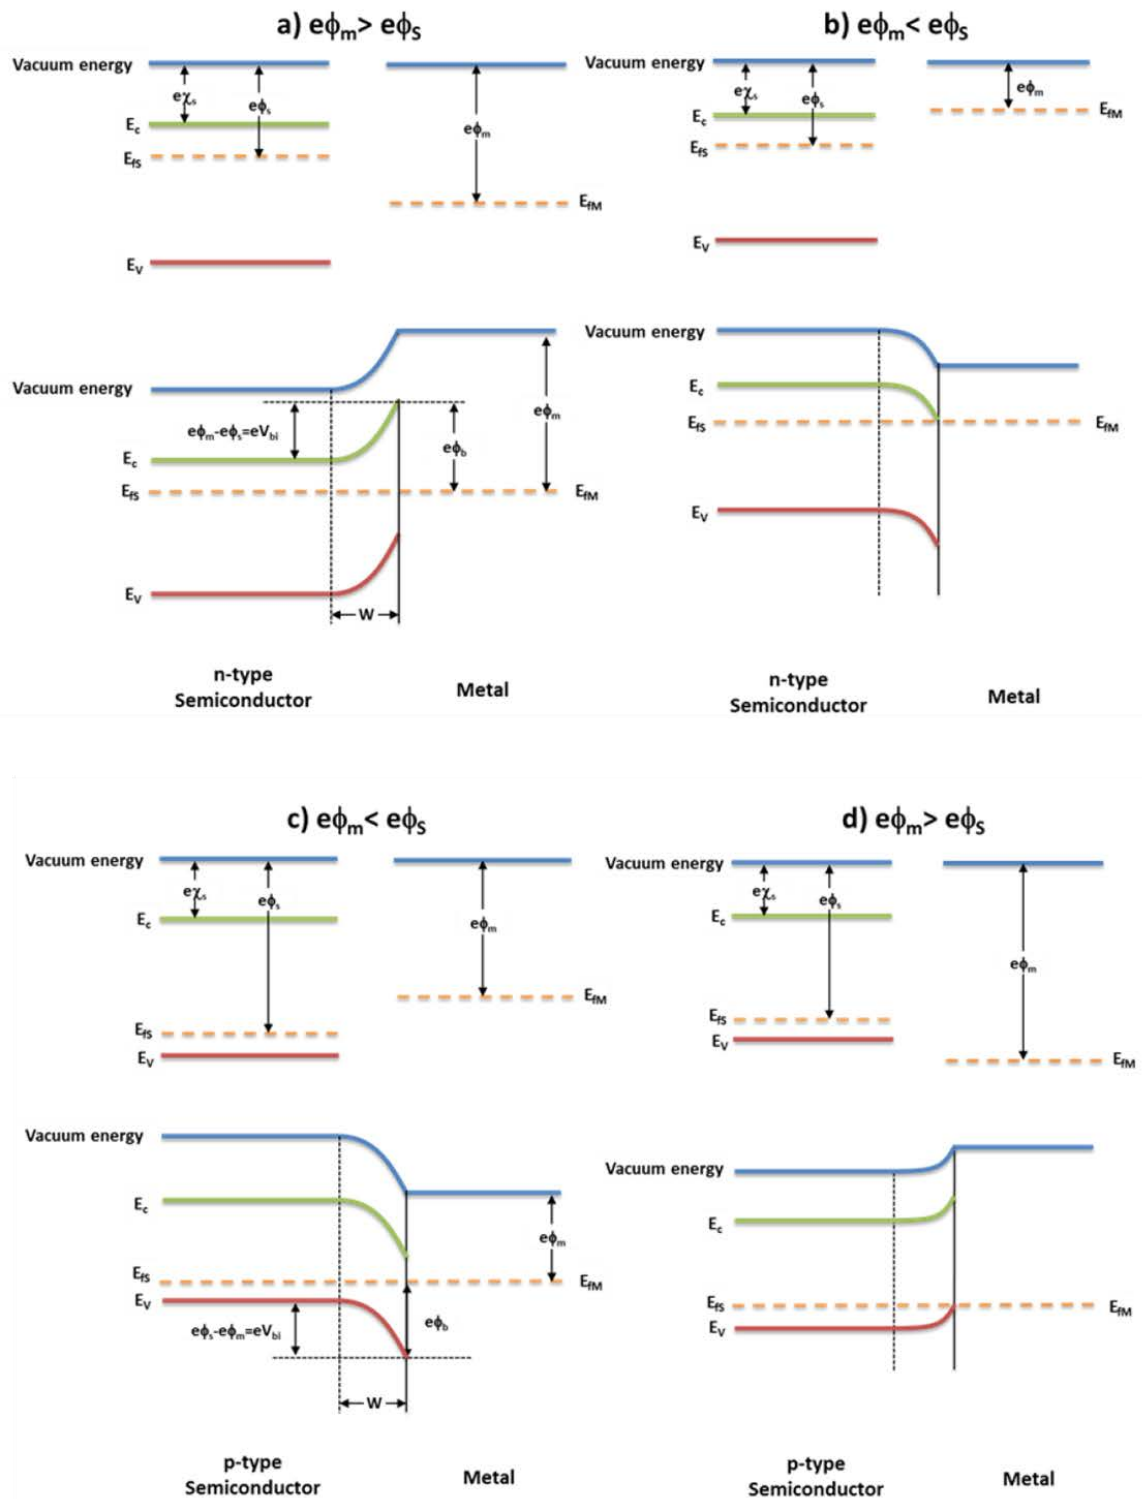 a) eϕm> eϕS
Vacuum energy
eχs
eϕs
eϕm
Ec
EfS
EfM
EV
Vacuum energy
eϕm-eϕs=eVbi
eϕb
eϕm
Ec
EfS
EfM
EV
W
n-type
Semiconductor
Metal
b) eϕm< eϕS
Vacuum energy
eχs
eϕs
eϕm
Ec
EfM
EfS
EV
Vacuum energy
Ec
EfS
EfM
EV
n-type
Semiconductor
Metal
c) eϕm< eϕS
Vacuum energy
eχs
eϕs
eϕm
Ec
EfM
EfS
EV
Vacuum energy
Ec
eϕm
EfS
EfM
EV
eϕs-eϕm=eVbi
eϕb
W
p-type
Semiconductor
Metal
d) eϕm> eϕS
Vacuum energy
eχs
eϕs
Ec
eϕm
EfS
EV
EfM
Vacuum energy
Ec
EfS
EfM
EV
p-type
Semiconductor
Metal